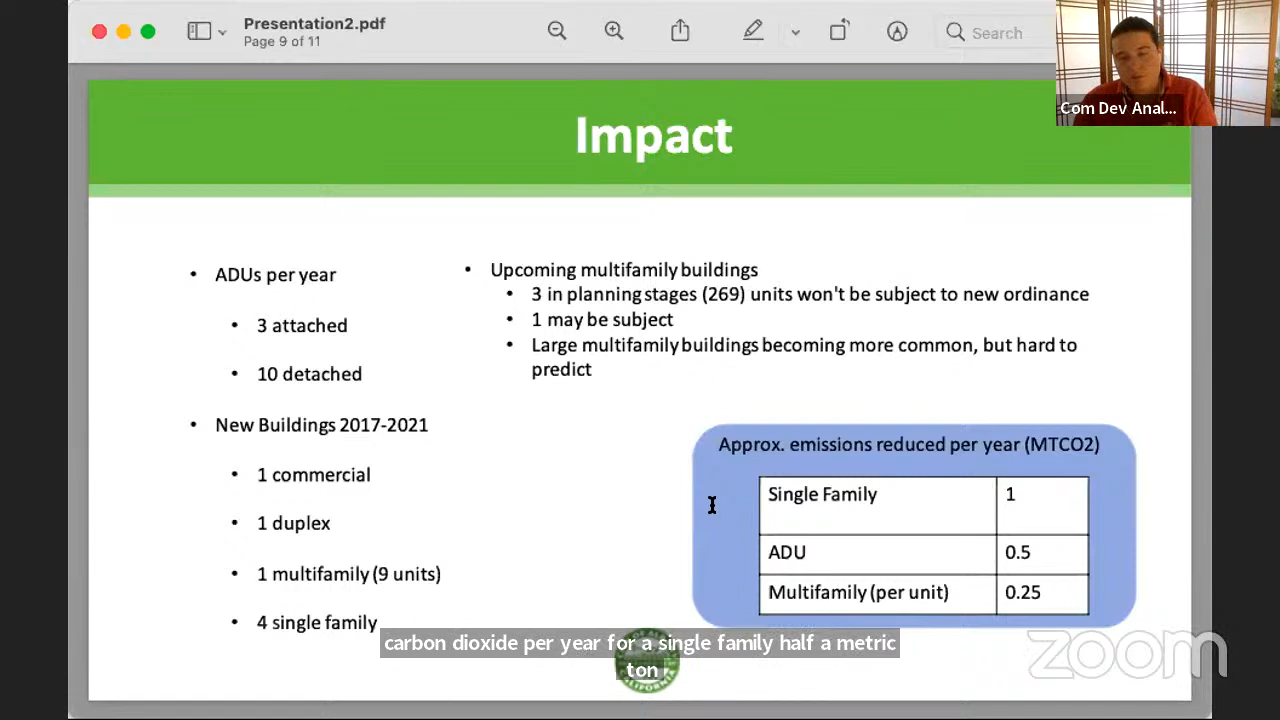 Presentation2.pdf
Page 9 of 11
Search
Com Dev Anal...
Impact
• ADUs per year
• 3 attached
• 10 detached
• New Buildings 2017-2021
• 1 commercial
• 1 duplex
• 1 multifamily (9 units)
• 4 single family
• Upcoming multifamily buildings
• 3 in planning stages (269) units won't be subject to new ordinance
• 1 may be subject
• Large multifamily buildings becoming more common, but hard to
predict
Approx. emissions reduced per year (MTCO2)
Single Family 1
ADU 0.5
Multifamily (per unit) 0.25
carbon dioxide per year for a single family half a metric
ton
zoom